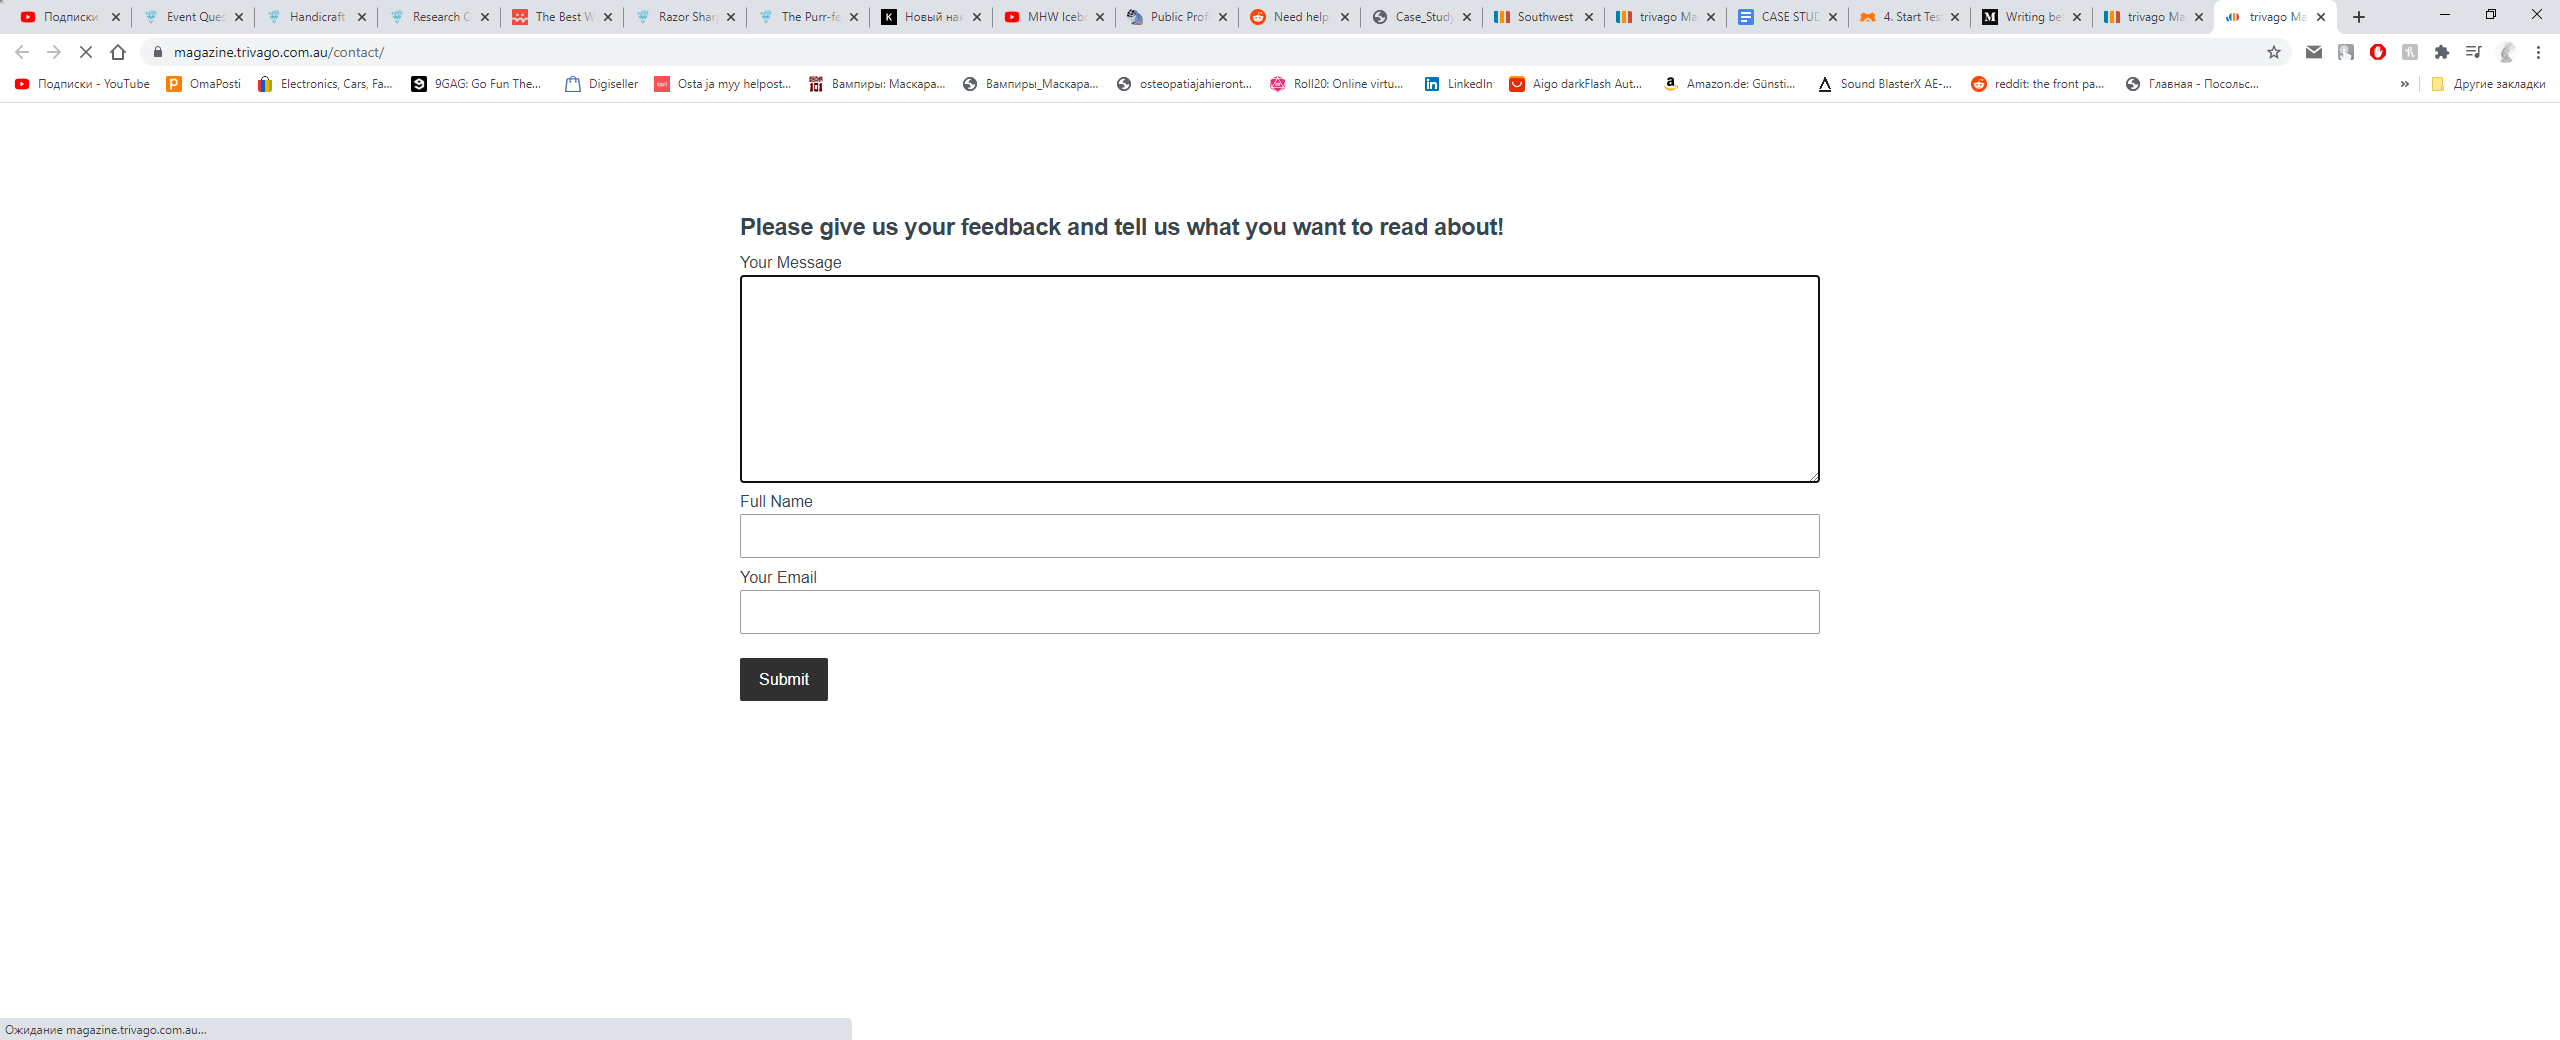 Подписки Event Ques Handicraft Research C The Best W Razor Shar The Purr-fe Новый нак MHW Icebo Public Prof Need help Case_Study Southwest trivago Ma CASE STUD 4. Start Tes Writing be trivago Ma trivago Ma
magazine.trivago.com.au/contact/
Подписки - YouTube OmaPosti Electronics, Cars, Fa... 9GAG: Go Fun The... Digiseller Osta ja myy helpost... Вампиры: Маскара... Вампиры_Маскара... osteopatiajahieront... Roll20: Online virtu... LinkedIn Aigo darkFlash Aut... Amazon.de: Günsti... Sound BlasterX AE-... reddit: the front pa... Главная - Посольс... » Другие закладки
Please give us your feedback and tell us what you want to read about!
Your Message
Full Name
Your Email
Submit
Ожидание magazine.trivago.com.au...